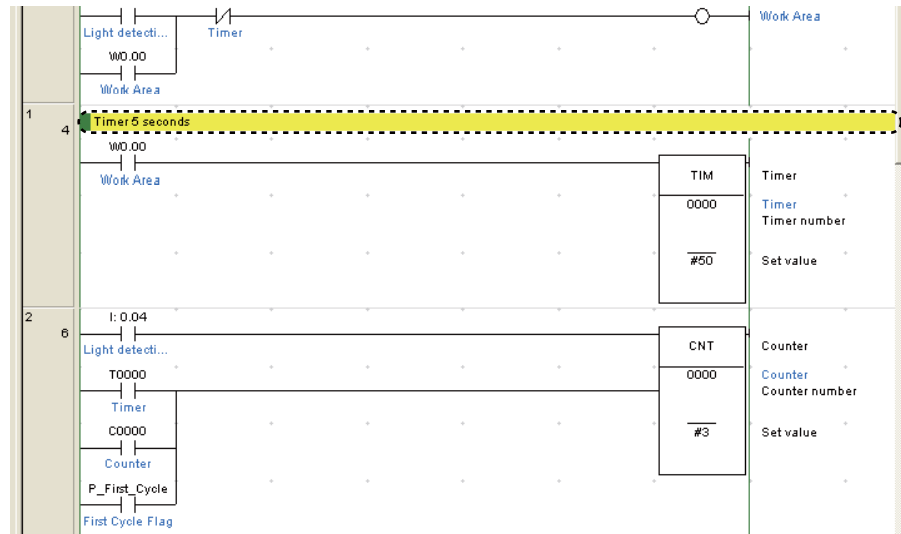 Work Area
Light detecti...
Timer
W0.00
Work Area
1
4
Timer 5 seconds
W0.00
Work Area
TIM
Timer
0000
Timer
Timer number
#50
Set value
2
6
I: 0.04
Light detecti...
CNT
Counter
T0000
Timer
0000
Counter
Counter number
C0000
Counter
#3
Set value
P_First_Cycle
First Cycle Flag